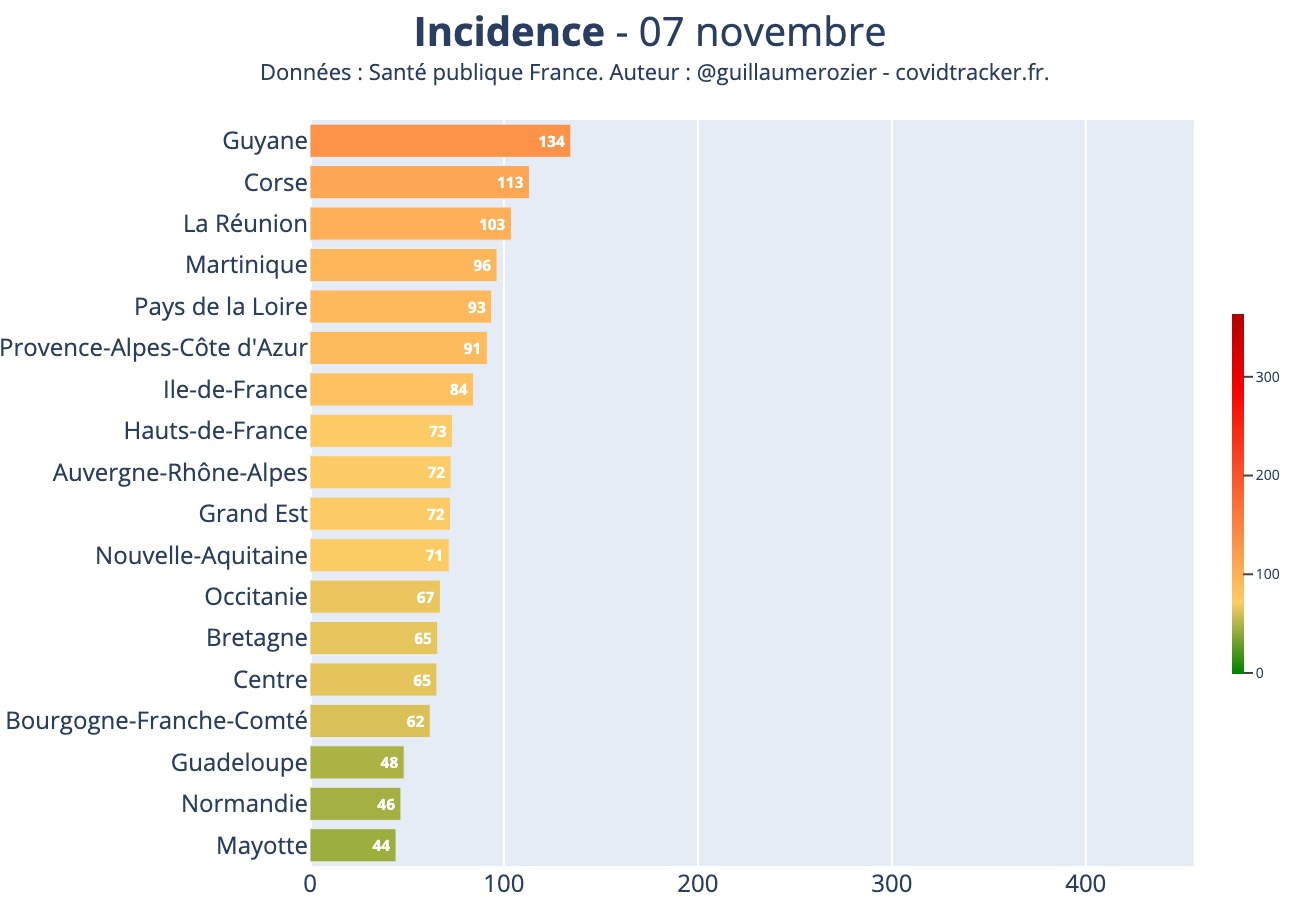 Incidence - 07 novembre
Données : Santé publique France. Auteur : @guillaumerozier - covidtracker.fr.
Guyane 134
Corse 113
La Réunion 103
Martinique 96
Pays de la Loire 93
Provence-Alpes-Côte d'Azur 91
Ile-de-France 84
Hauts-de-France 73
Auvergne-Rhône-Alpes 72
Grand Est 72
Nouvelle-Aquitaine 71
Occitanie 67
Bretagne 65
Centre 65
Bourgogne-Franche-Comté 62
Guadeloupe 48
Normandie 46
Mayotte 44
0 100 200 300 400
300
200
100
0